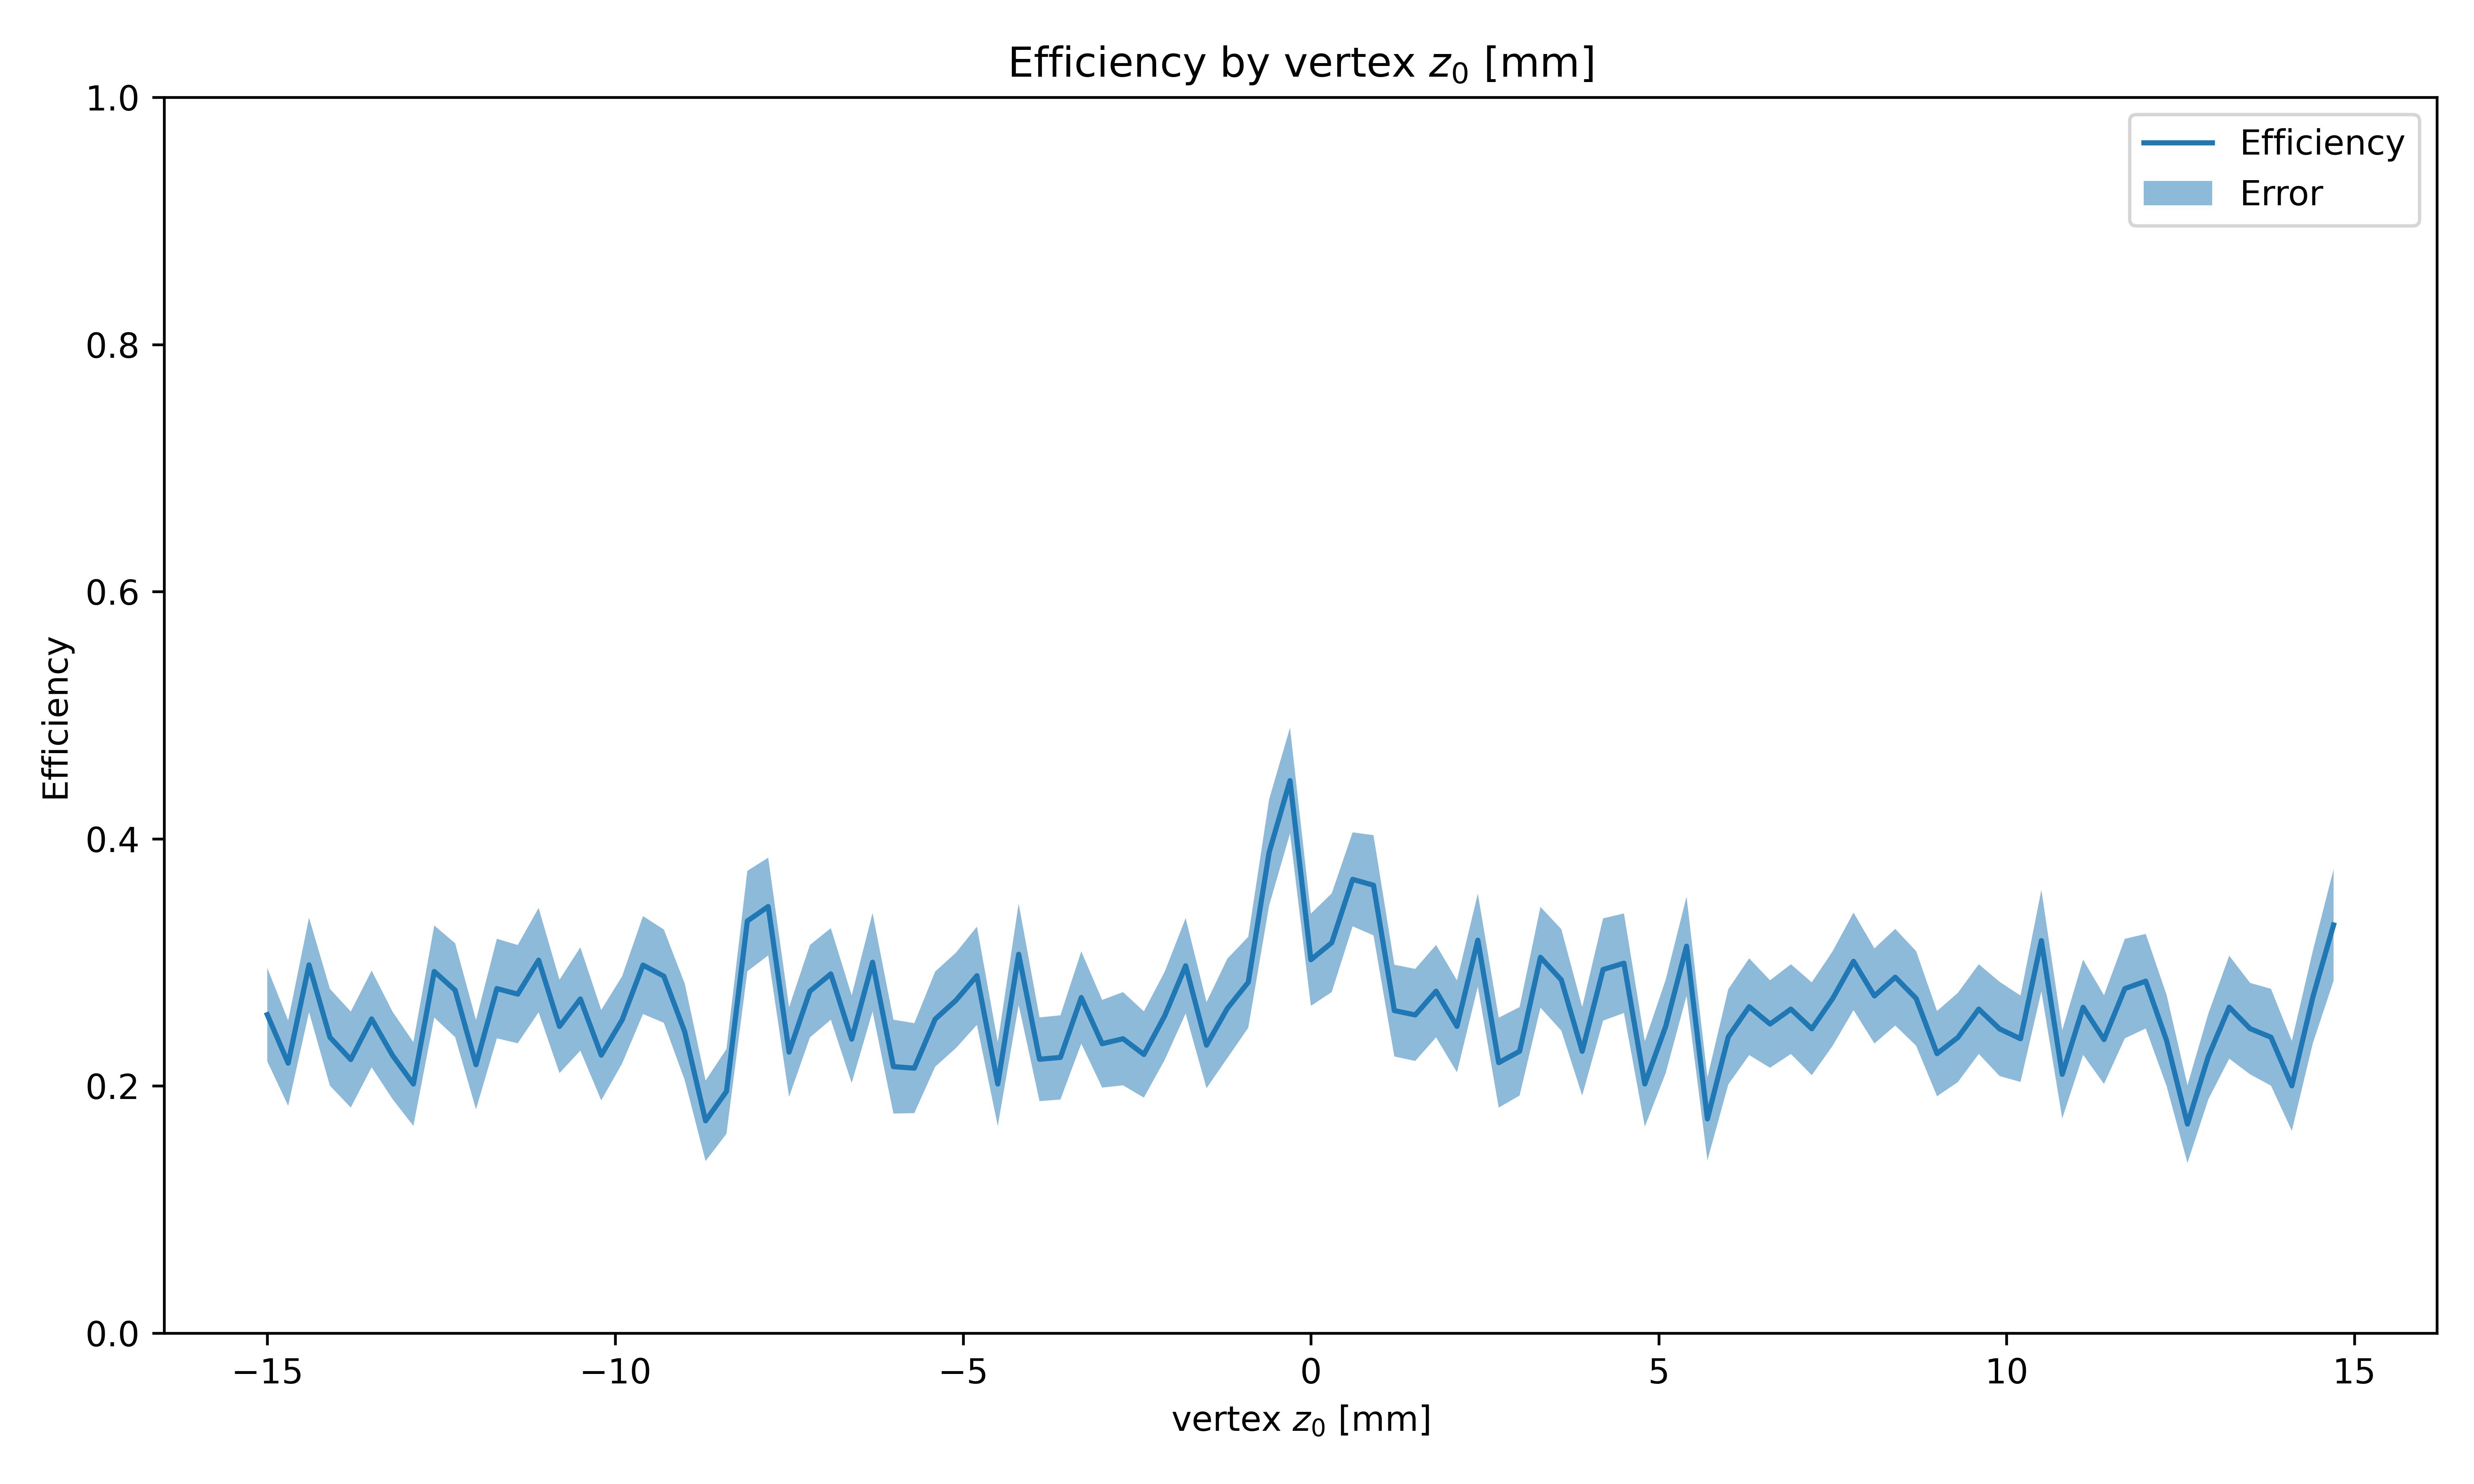 Efficiency by vertex z₀ [mm]
1.0
0.8
0.6
0.4
0.2
0.0
Efficiency
Efficiency
Error
−15 −10 −5 0 5 10 15
vertex z₀ [mm]